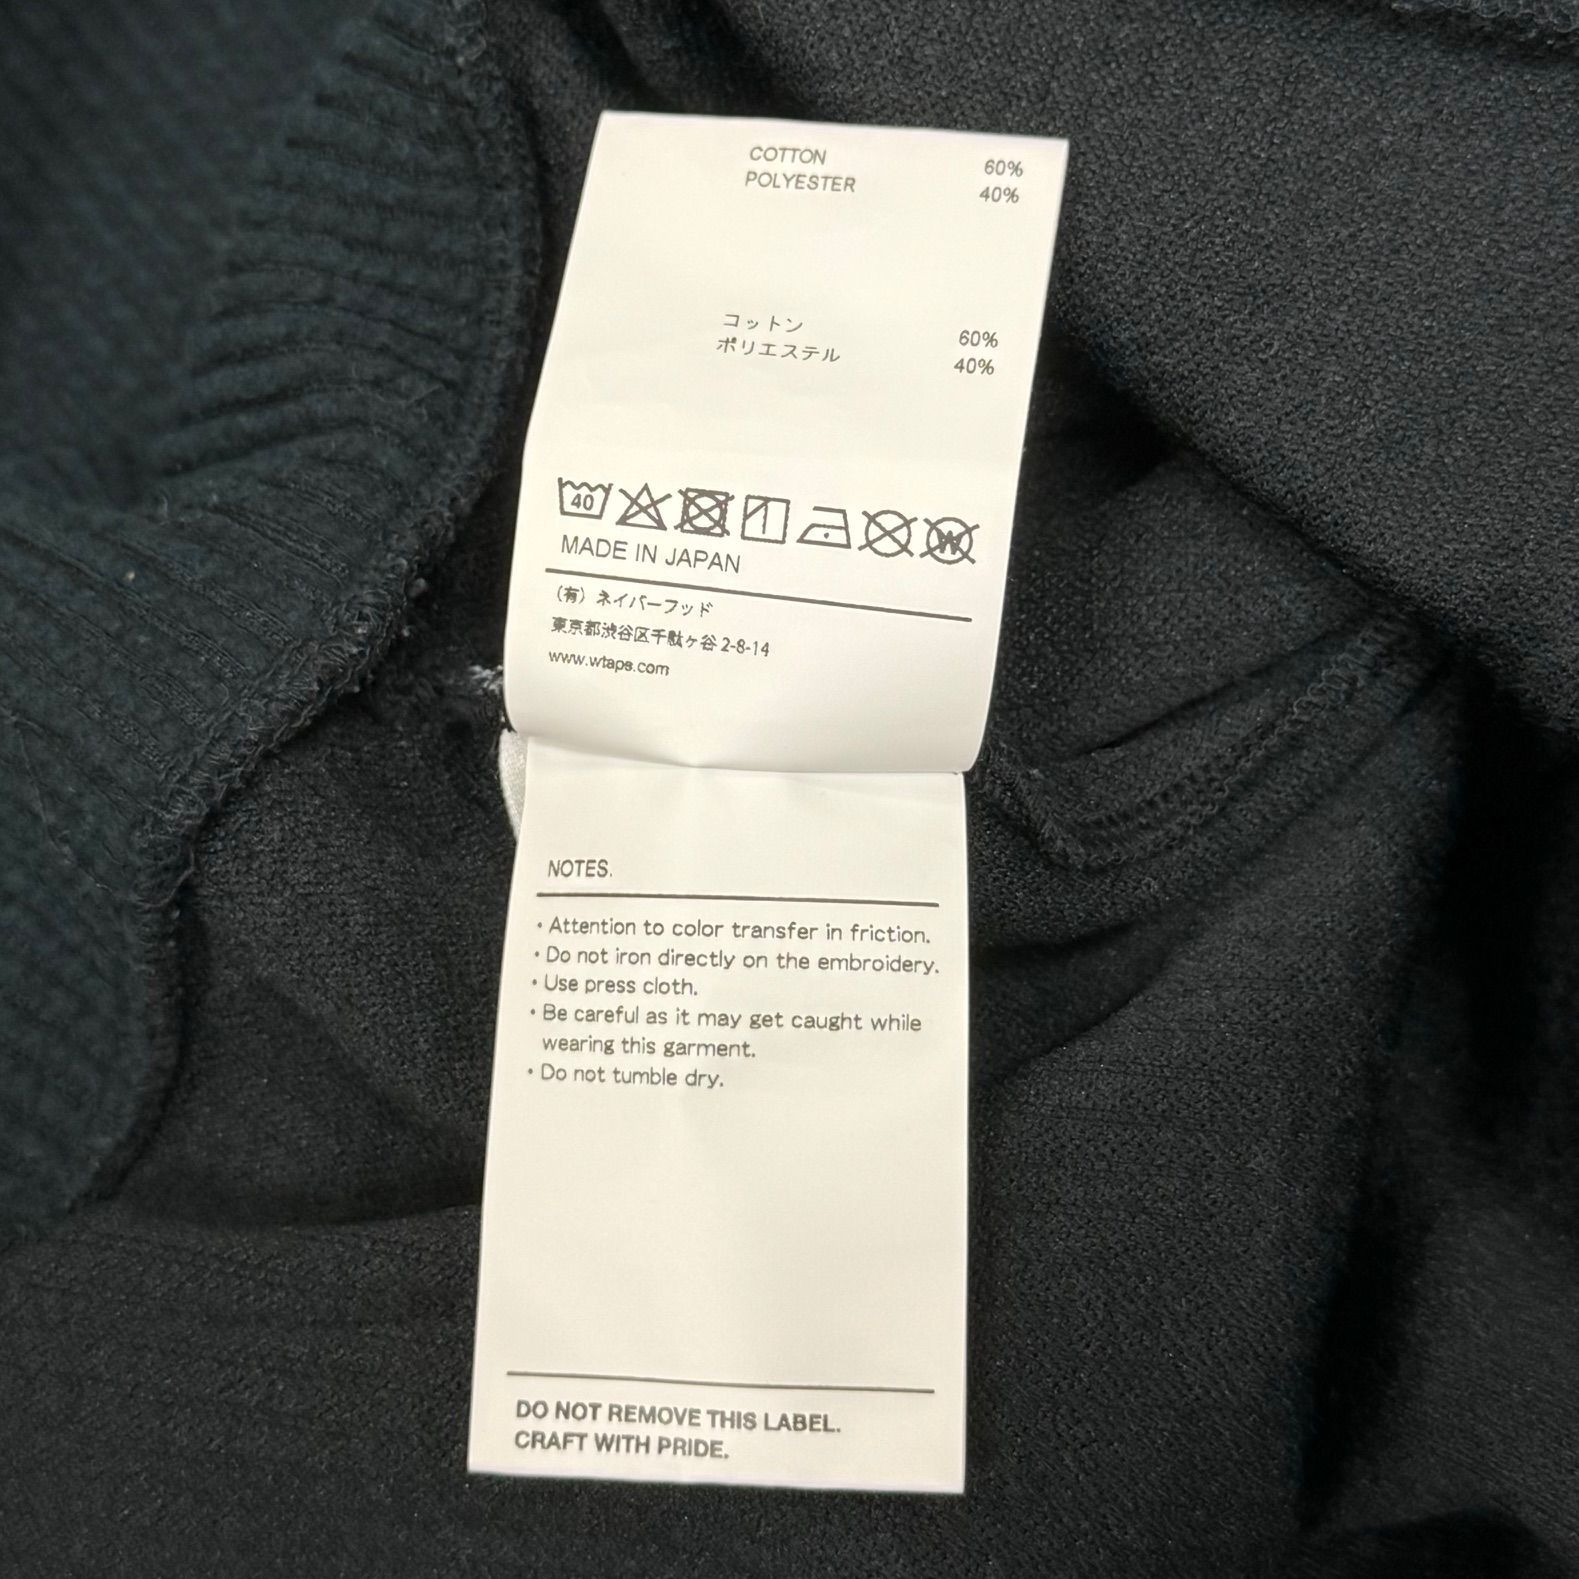 COTTON 60%
POLYESTER 40%
コットン 60%
ポリエステル 40%
40
W
MADE IN JAPAN
(有) ネイバーフッド
東京都渋谷区千駄ヶ谷 2-8-14
www.wtaps.com
NOTES.
・Attention to color transfer in friction.
・Do not iron directly on the embroidery.
・Use press cloth.
・Be careful as it may get caught while
wearing this garment.
・Do not tumble dry.
DO NOT REMOVE THIS LABEL.
CRAFT WITH PRIDE.